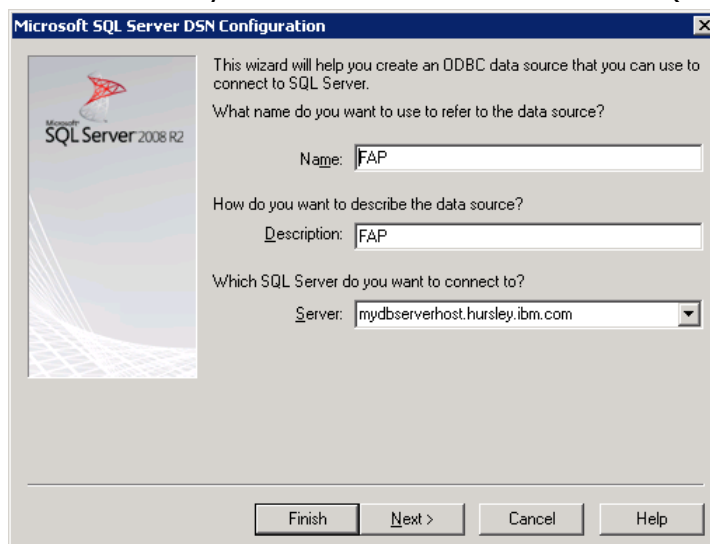 Microsoft SQL Server DSN Configuration
This wizard will help you create an ODBC data source that you can use to
connect to SQL Server.
What name do you want to use to refer to the data source?
Microsoft
SQL Server 2008 R2
Name: FAP
How do you want to describe the data source?
Description: FAP
Which SQL Server do you want to connect to?
Server: mydbserverhost.hursley.ibm.com
Finish Next > Cancel Help